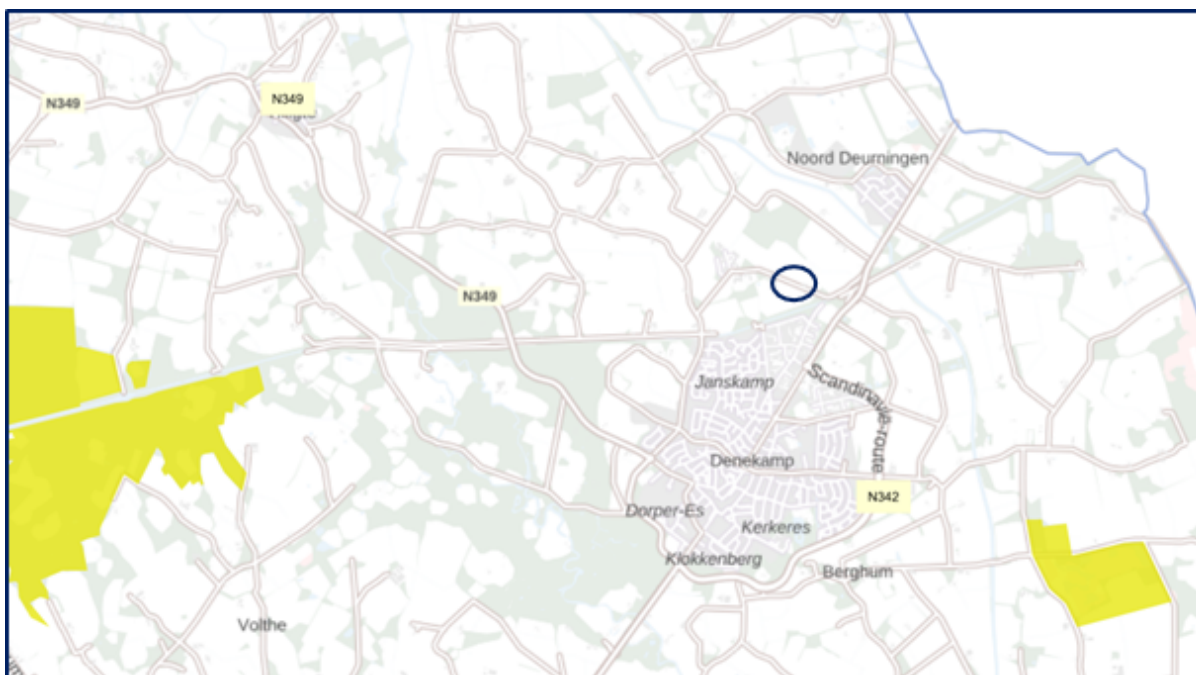 N349
N349
Noord Deurningen
N349
Janskamp
Scandinavië-route
Denekamp
N342
Dorper-Es
Kerkeres
Klokkenberg
Berghum
Volthe